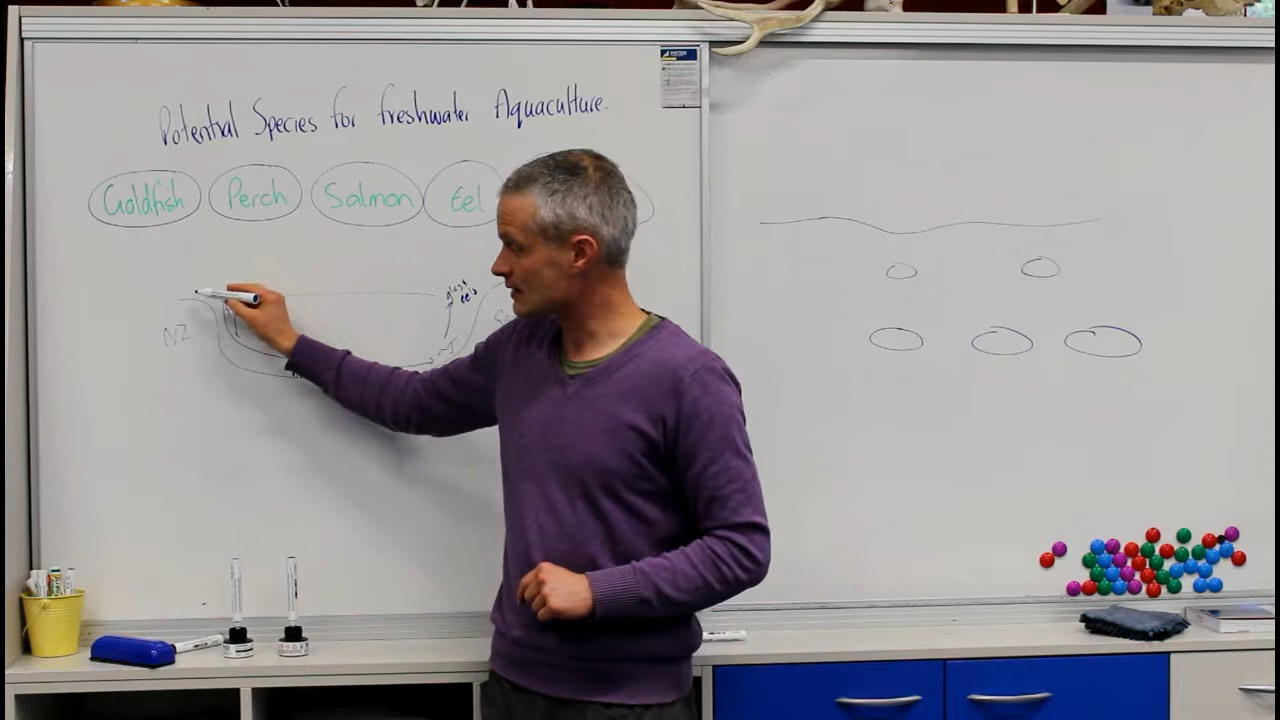 Potential Species for freshwater Aquaculture.
Goldfish Perch Salmon Eel
glass
eels
NZ